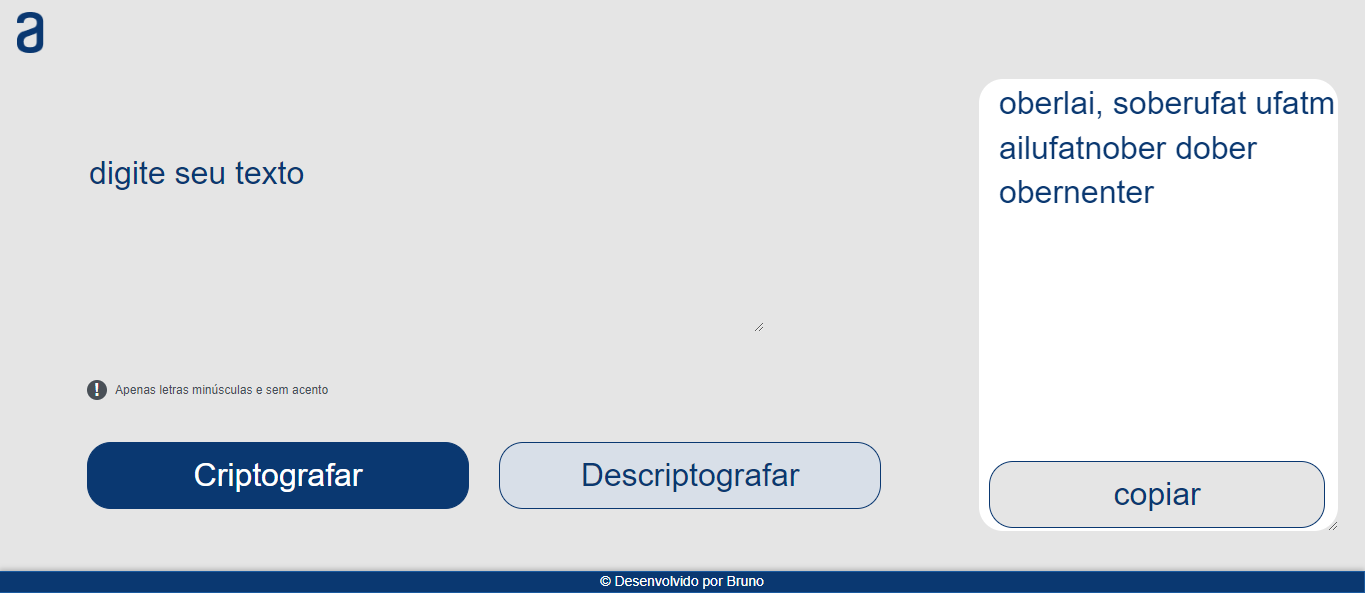 a
digite seu texto
Apenas letras minúsculas e sem acento
Criptografar
Descriptografar
oberlai, soberufat ufatm
ailufatnober dober
obernenter
copiar
© Desenvolvido por Bruno